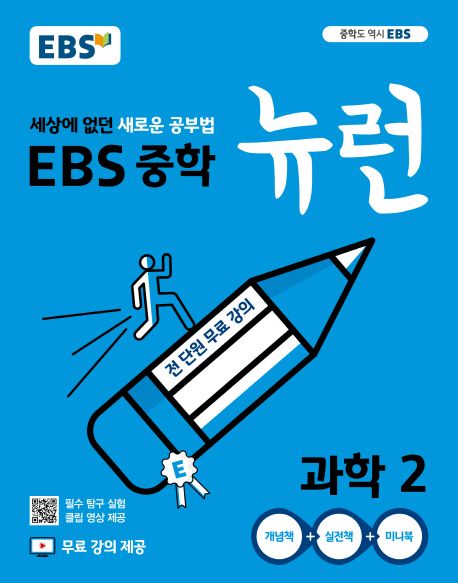 EBS
중학도 역시 EBS
세상에 없던 새로운 공부법
EBS 중학
뉴런
전 단원 무료 강의
E
과학 2
필수 탐구 실험
클립 영상 제공
개념책 + 실전책 + 미니북
무료 강의 제공